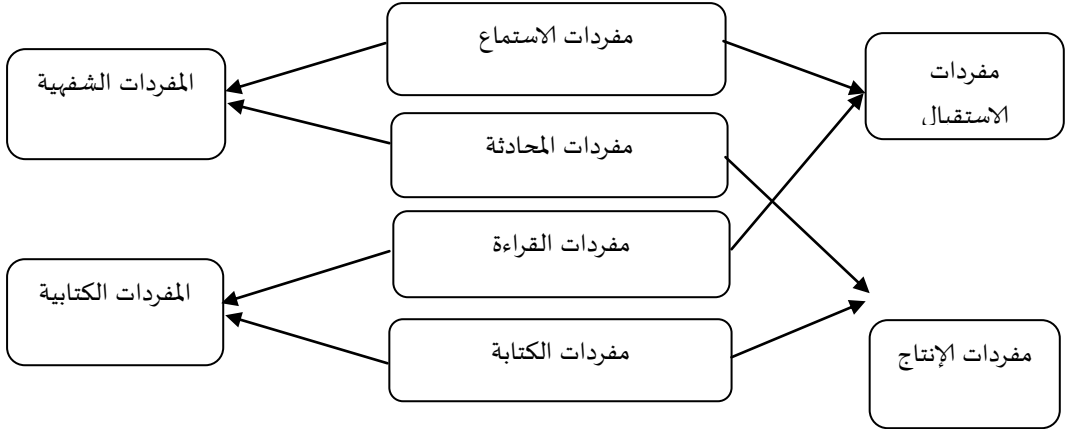 مفردات الاستماع
مفردات
الاستقبال
المفردات الشفهية
مفردات المحادثة
مفردات القراءة
المفردات الكتابية
مفردات الكتابة
مفردات الإنتاج